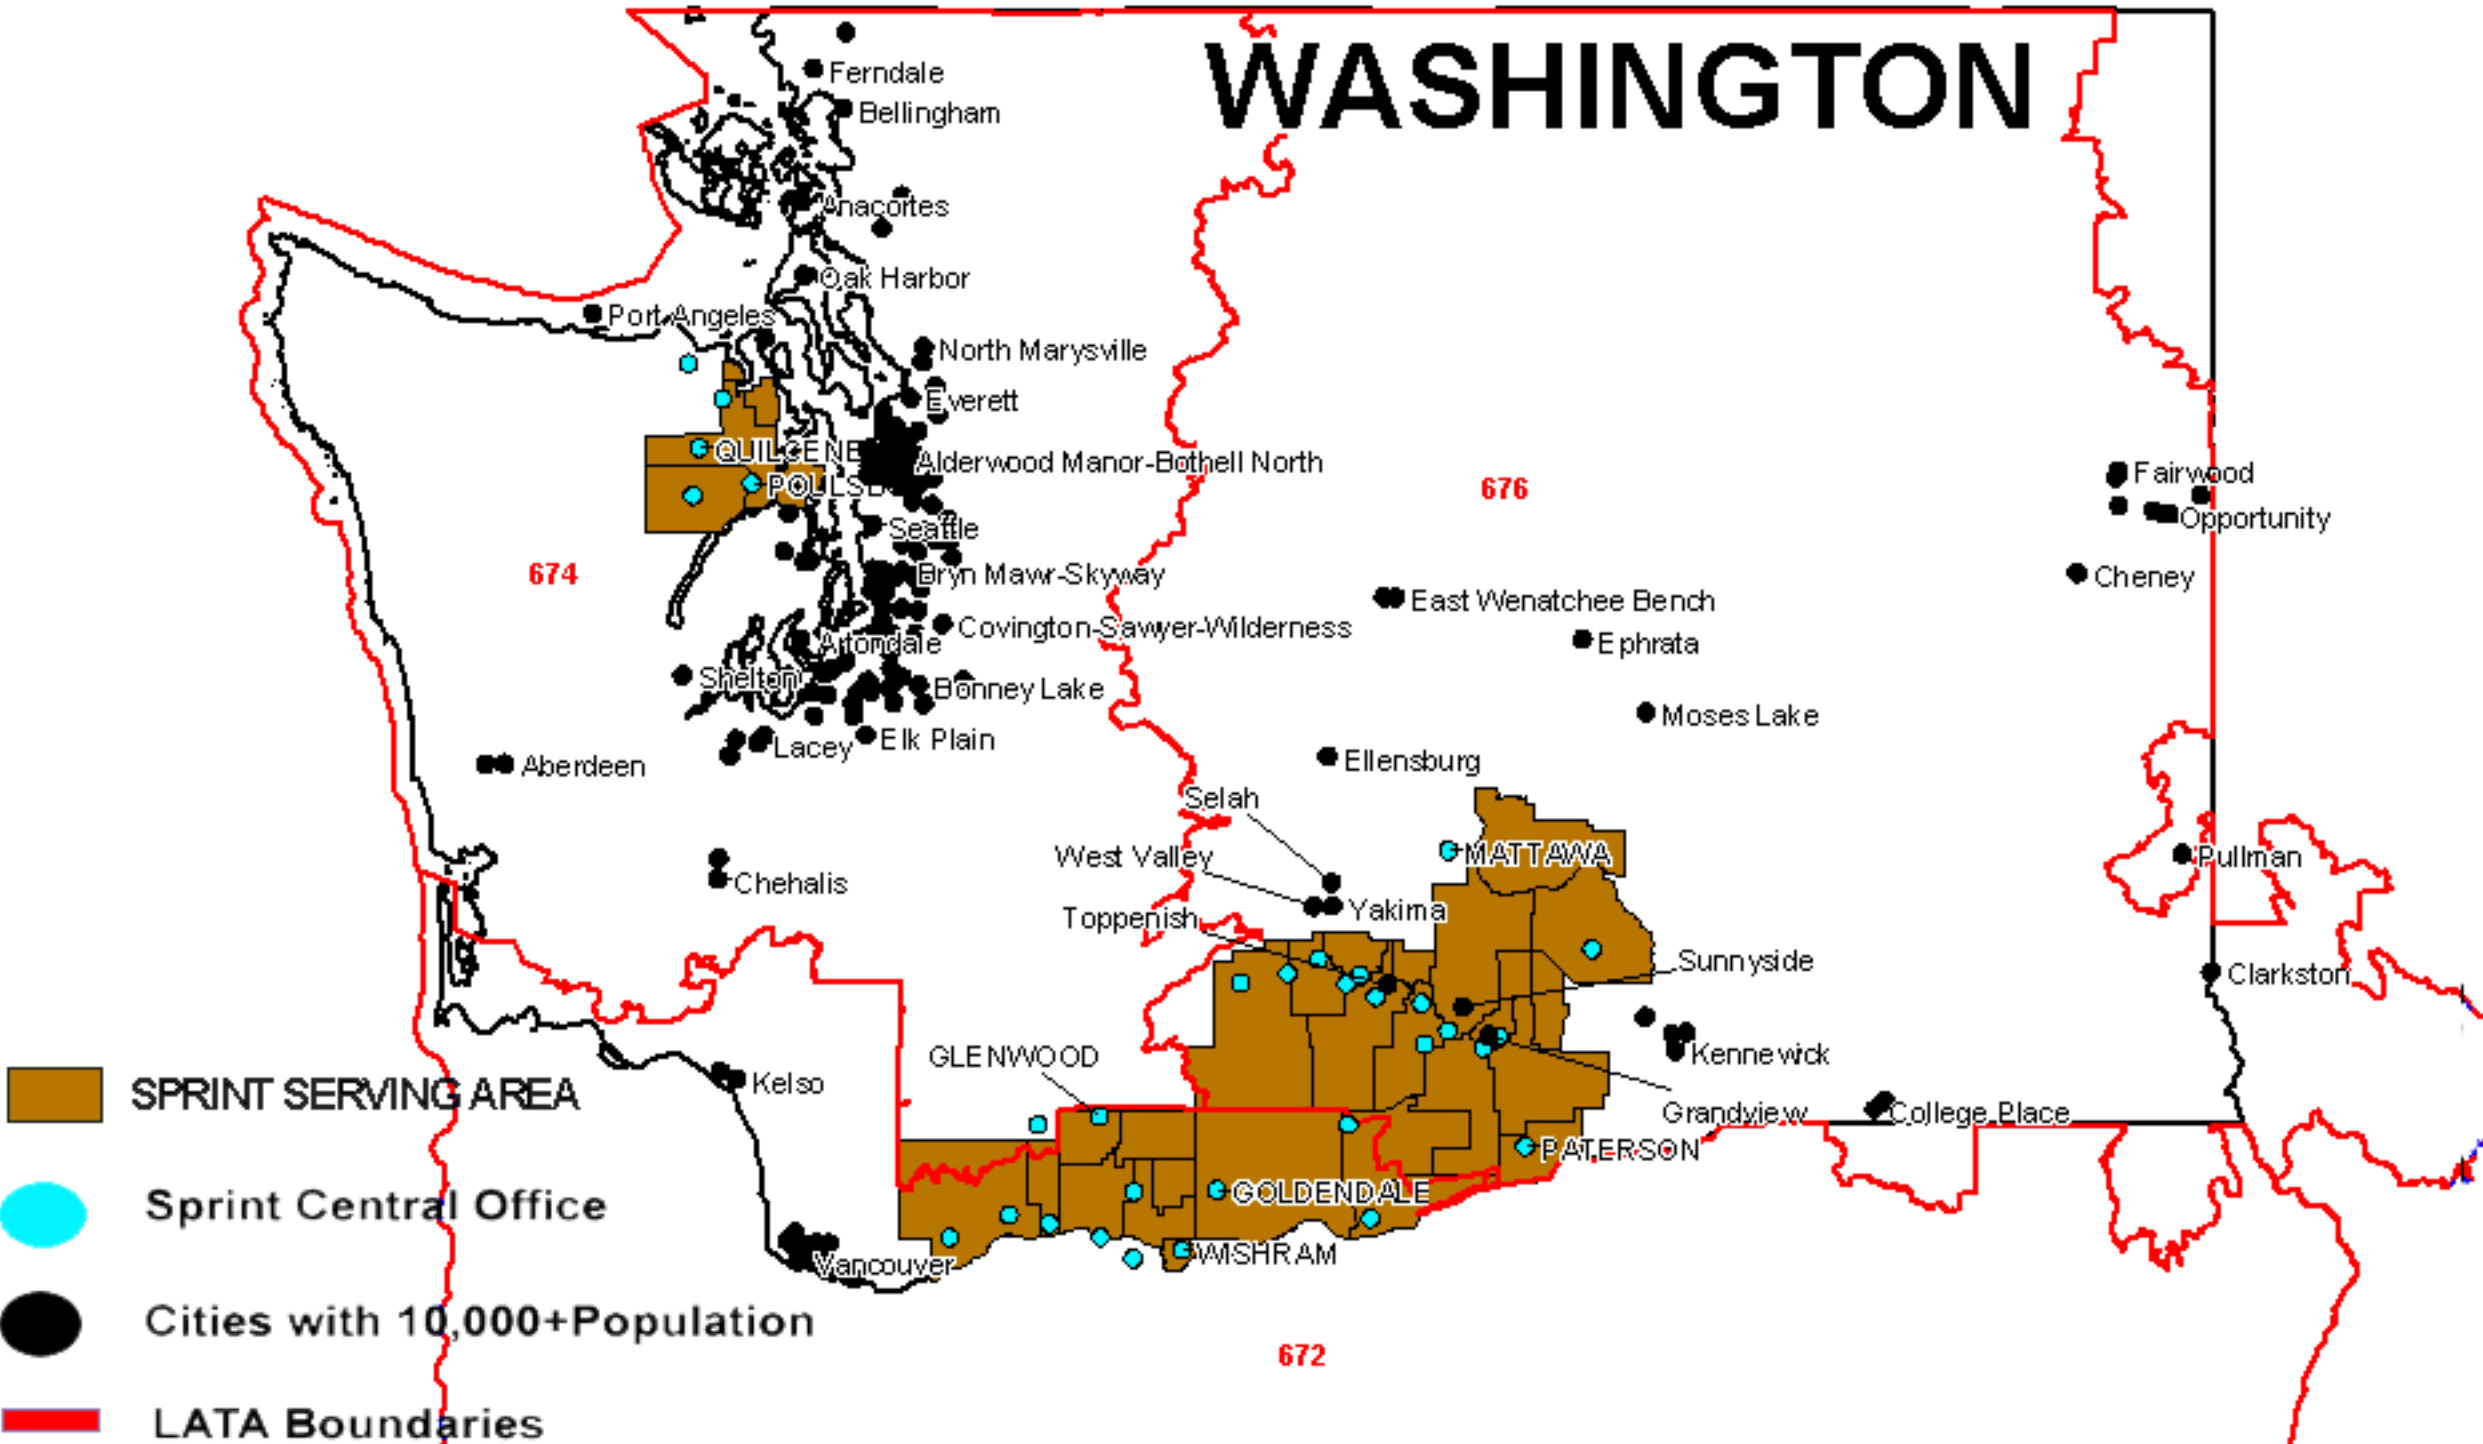 WASHINGTON
Ferndale
Bellingham
Anacortes
Oak Harbor
Port Angeles
North Marysville
Everett
QUILCENE
Alderwood Manor-Bothell North
POULSB
676
Fairwood
Opportunity
Seattle
674
Bryn Mawr-Skyway
Cheney
East Wenatchee Bench
Covington-Sawyer-Wilderness
Artondale
Ephrata
Shelton
Bonney Lake
Moses Lake
Lacey
Elk Plain
Aberdeen
Ellensburg
Selah
West Valley
MATTAWA
Pullman
Chehalis
Toppenish
Yakima
Sunnyside
Clarkston
GLENWOOD
Kennewick
Kelso
SPRINT SERVING AREA
Grandview
College Place
PATERSON
GOLDENDALE
Sprint Central Office
WISHRAM
Vancouver
Cities with 10,000+Population
672
LATA Boundaries